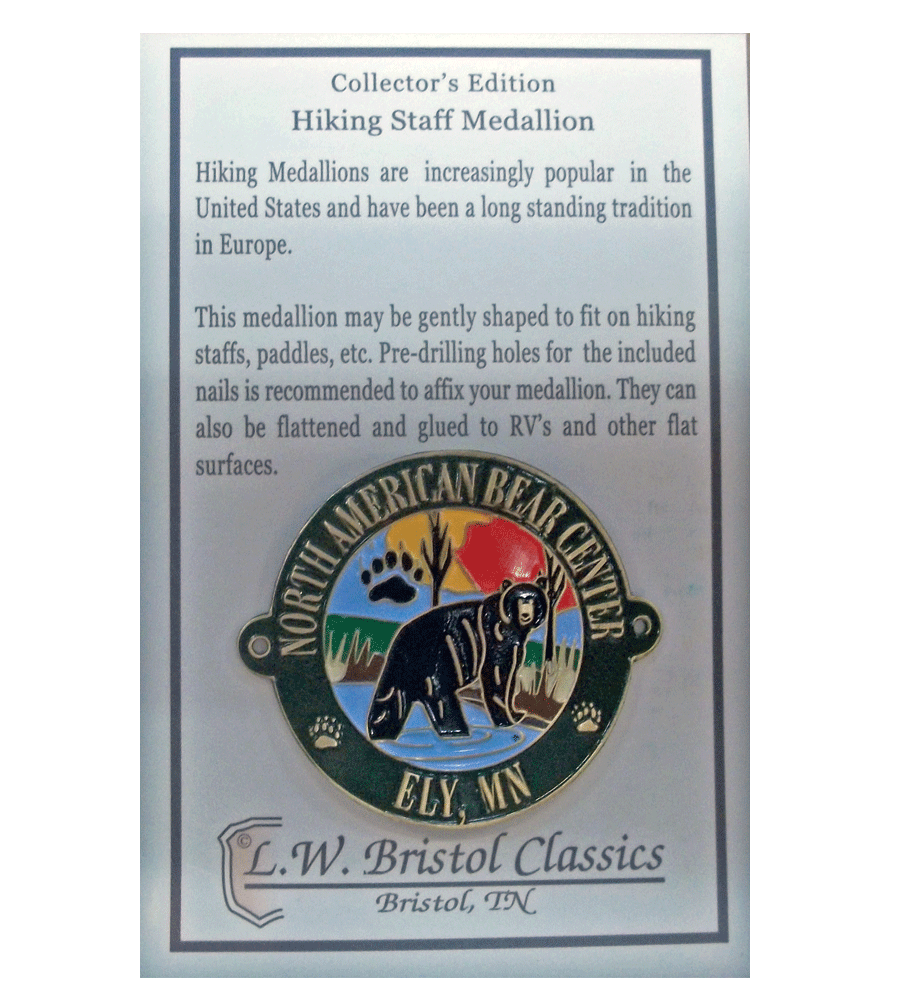 Collector's Edition
Hiking Staff Medallion
Hiking Medallions are increasingly popular in the
United States and have been a long standing tradition
in Europe.
This medallion may be gently shaped to fit on hiking
staffs, paddles, etc. Pre-drilling holes for the included
nails is recommended to affix your medallion. They can
also be flattened and glued to RV's and other flat
surfaces.
NORTH AMERICAN BEAR CENTER
ELY, MN
© L.W. Bristol Classics
Bristol, TN